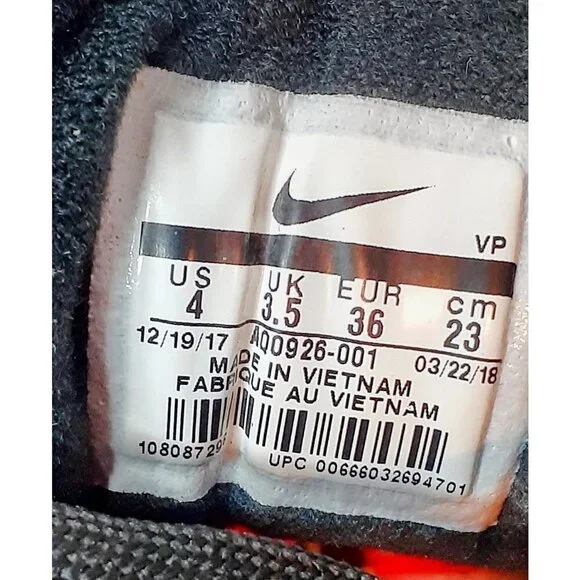 VP
US UK EUR cm
4 3.5 36 23
12/19/17 AQ0926-001 03/22/18
MADE IN VIETNAM
FABRIQUE AU VIETNAM
UPC 00666032694701